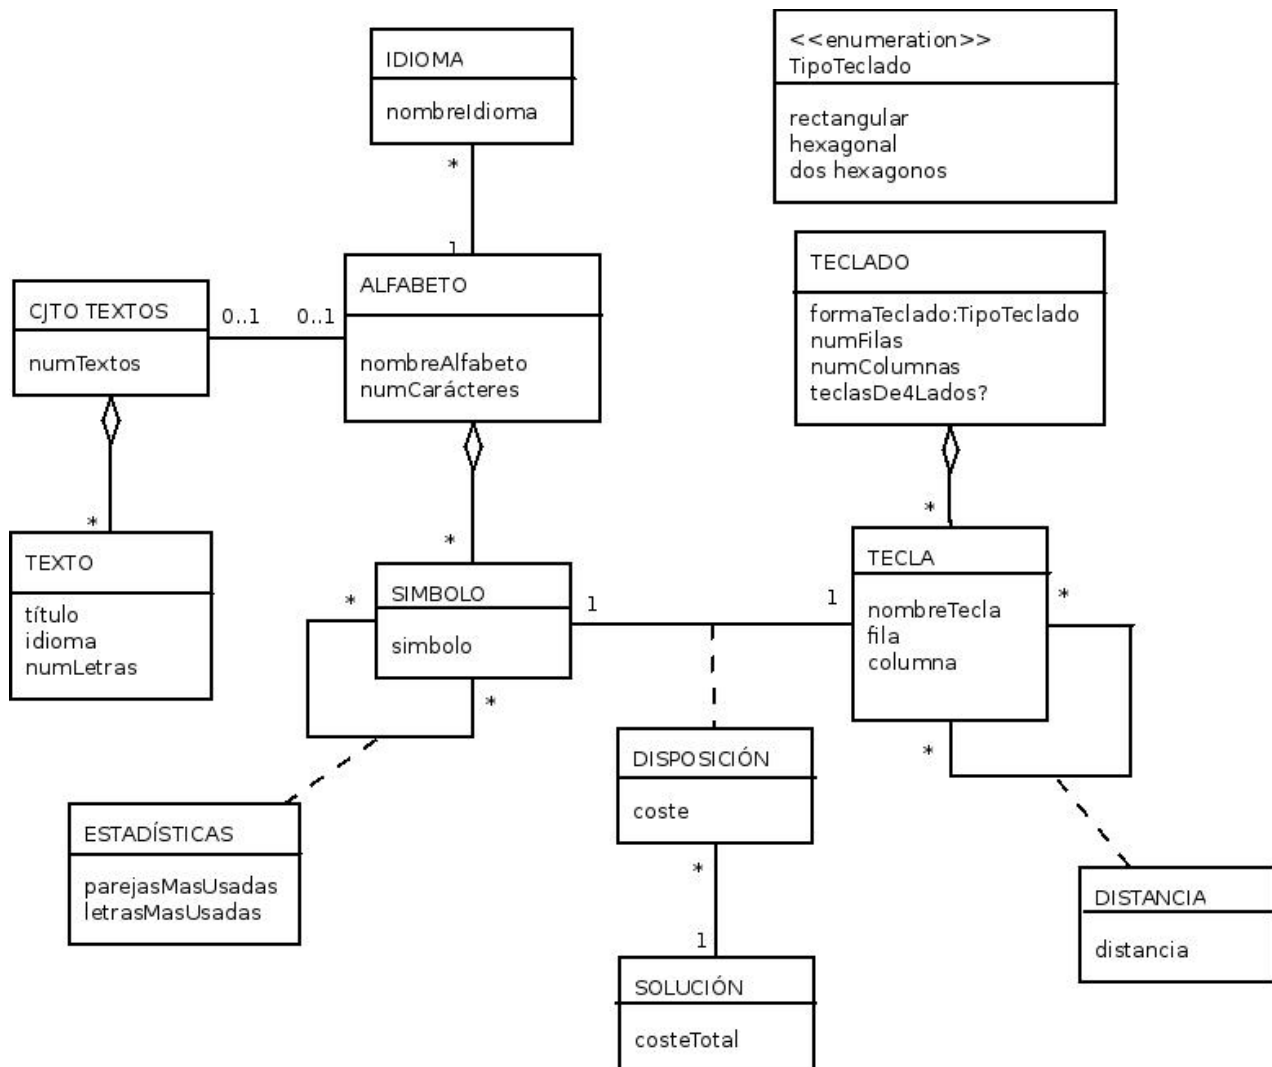 IDIOMA
nombreIdioma
*
1
<<enumeration>>
TipoTeclado
rectangular
hexagonal
dos hexagonos
CJTO TEXTOS
numTextos
0..1
0..1
ALFABETO
nombreAlfabeto
numCarácteres
TECLADO
formaTeclado:TipoTeclado
numFilas
numColumnas
teclasDe4Lados?
*
*
*
TEXTO
título
idioma
numLetras
*
SIMBOLO
simbolo
*
1
1
TECLA
nombreTecla
fila
columna
*
*
ESTADÍSTICAS
parejasMasUsadas
letrasMasUsadas
DISPOSICIÓN
coste
*
1
DISTANCIA
distancia
SOLUCIÓN
costeTotal